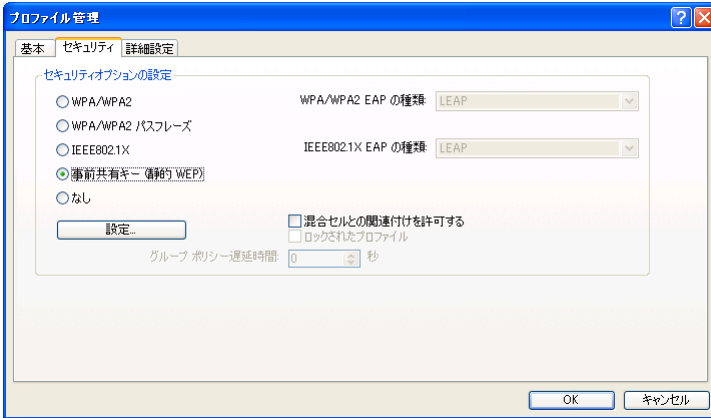 プロファイル管理
基本 セキュリティ 詳細設定
セキュリティオプションの設定
WPA/WPA2 WPA/WPA2 EAP の種類: LEAP
WPA/WPA2 パスフレーズ
IEEE802.1X IEEE802.1X EAP の種類: LEAP
事前共有キー (静的 WEP)
なし
設定... 混合セルとの関連付けを許可する
ロックされたプロファイル
グループ ポリシー遅延時間: 0 秒
OK キャンセル